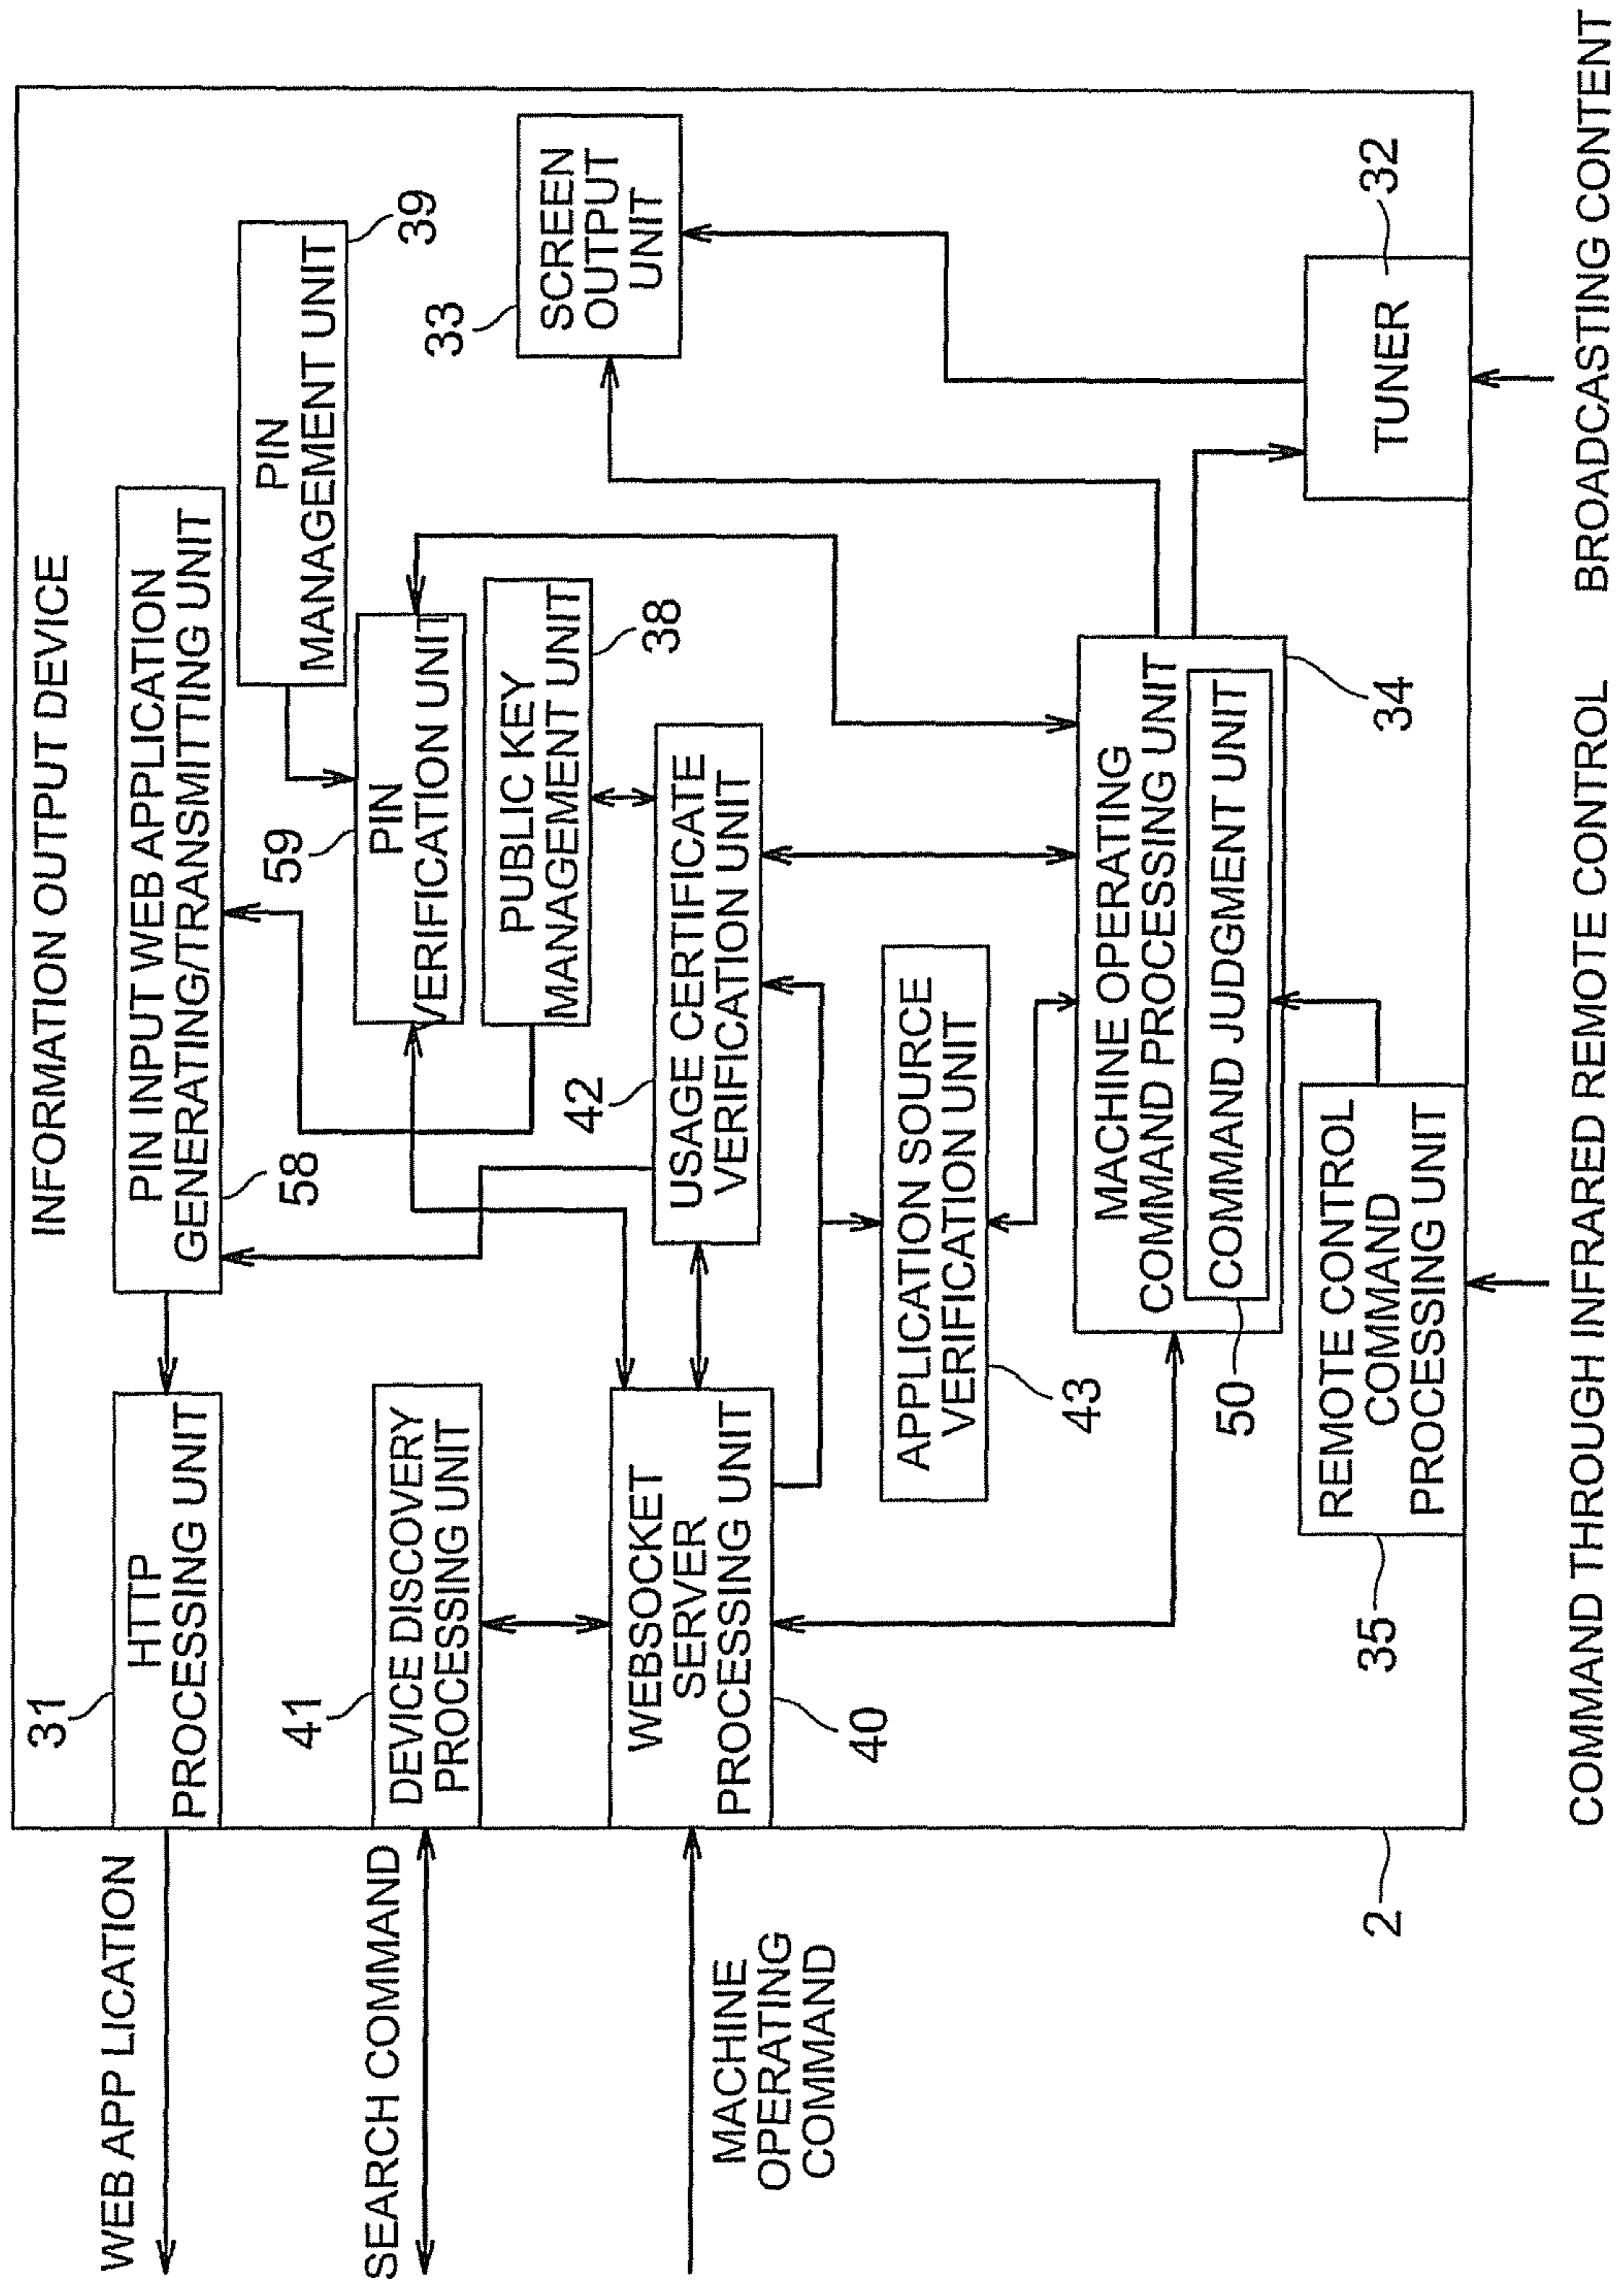 INFORMATION OUTPUT DEVICE
WEB APP LICATION
31
HTTP
PROCESSING UNIT
PIN INPUT WEB APPLICATION
GENERATING/TRANSMITTING UNIT
58
PIN
MANAGEMENT UNIT
39
SEARCH COMMAND
41
DEVICE DISCOVERY
PROCESSING UNIT
59
PIN
VERIFICATION UNIT
PUBLIC KEY
MANAGEMENT UNIT
38
33
SCREEN
OUTPUT
UNIT
MACHINE
OPERATING
COMMAND
WEBSOCKET
SERVER
PROCESSING UNIT
40
42
USAGE CERTIFICATE
VERIFICATION UNIT
APPLICATION SOURCE
VERIFICATION UNIT
43
MACHINE OPERATING
COMMAND PROCESSING UNIT
COMMAND JUDGMENT UNIT
50
34
2
35
REMOTE CONTROL
COMMAND
PROCESSING UNIT
TUNER
32
COMMAND THROUGH INFRARED REMOTE CONTROL
BROADCASTING CONTENT